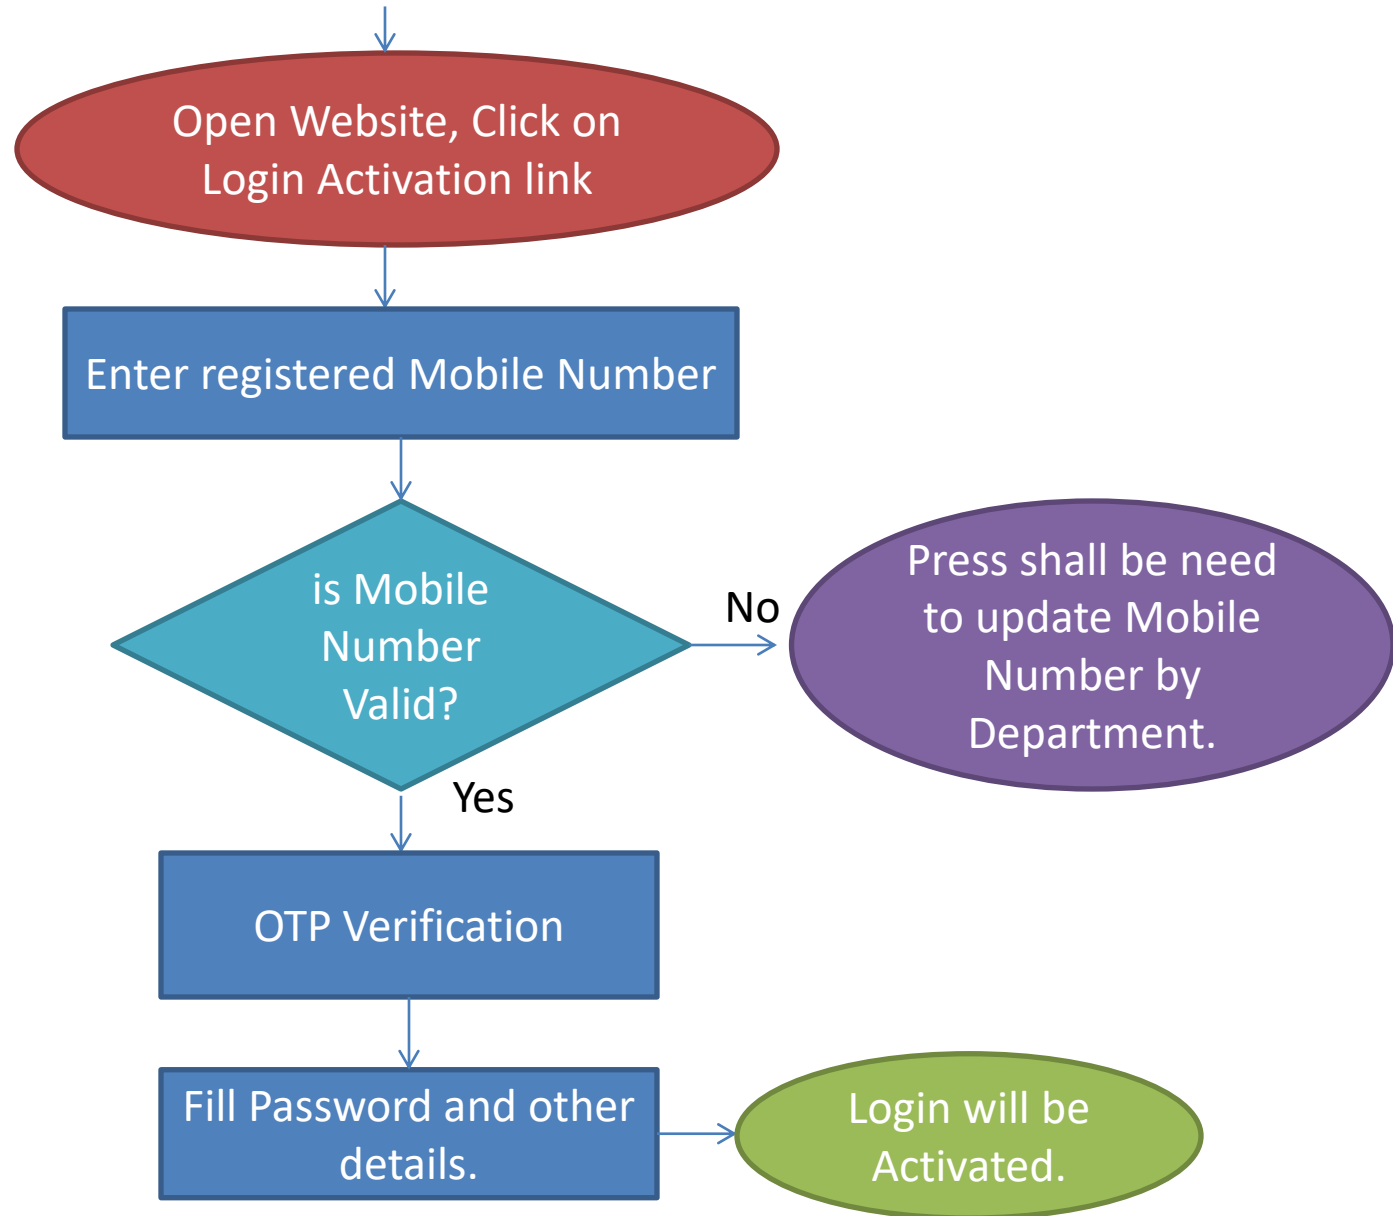 Open Website, Click on
Login Activation link
Enter registered Mobile Number
is Mobile
Number
Valid?
No
Press shall be need
to update Mobile
Number by
Department.
Yes
OTP Verification
Fill Password and other
details.
Login will be
Activated.